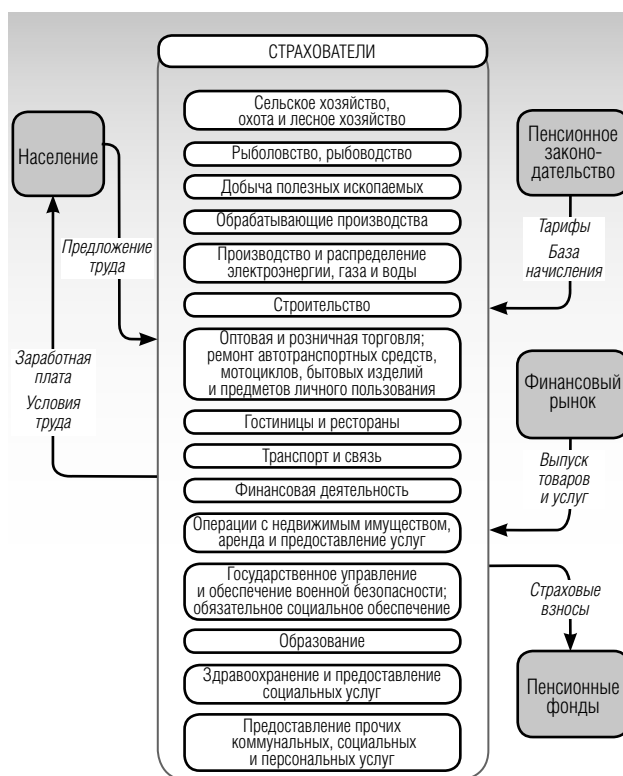 СТРАХОВАТЕЛИ
Сельское хозяйство,
охота и лесное хозяйство
Рыболовство, рыбоводство
Добыча полезных ископаемых
Обрабатывающие производства
Производство и распределение
электроэнергии, газа и воды
Строительство
Оптовая и розничная торговля;
ремонт автотранспортных средств,
мотоциклов, бытовых изделий
и предметов личного пользования
Гостиницы и рестораны
Транспорт и связь
Финансовая деятельность
Операции с недвижимым имуществом,
аренда и предоставление услуг
Государственное управление
и обеспечение военной безопасности;
обязательное социальное обеспечение
Образование
Здравоохранение и предоставление
социальных услуг
Предоставление прочих
коммунальных, социальных
и персональных услуг
Население
Предложение
труда
Заработная
плата
Условия
труда
Пенсионное
законо-
дательство
Тарифы
База
начисления
Финансовый
рынок
Выпуск
товаров
и услуг
Страховые
взносы
Пенсионные
фонды